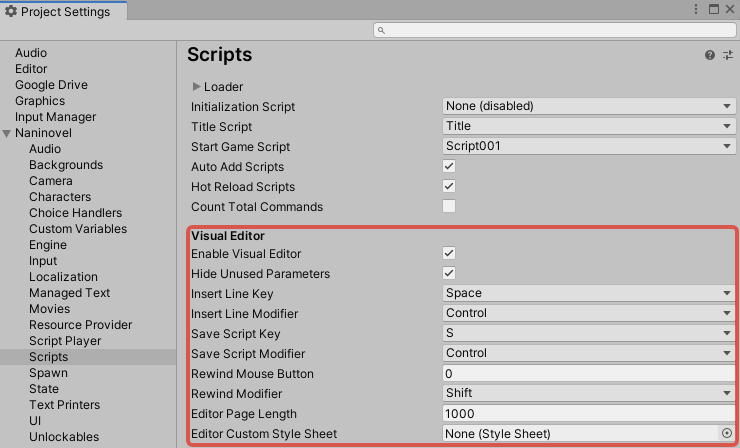 Project Settings
Audio
Editor
Google Drive
Graphics
Input Manager
Naninovel
Audio
Backgrounds
Camera
Characters
Choice Handlers
Custom Variables
Engine
Input
Localization
Managed Text
Movies
Resource Provider
Script Player
Scripts
Spawn
State
Text Printers
UI
Unlockables
Scripts
Loader
Initialization Script None (disabled)
Title Script Title
Start Game Script Script001
Auto Add Scripts
Hot Reload Scripts
Count Total Commands
Visual Editor
Enable Visual Editor
Hide Unused Parameters
Insert Line Key Space
Insert Line Modifier Control
Save Script Key S
Save Script Modifier Control
Rewind Mouse Button 0
Rewind Modifier Shift
Editor Page Length 1000
Editor Custom Style Sheet None (Style Sheet)